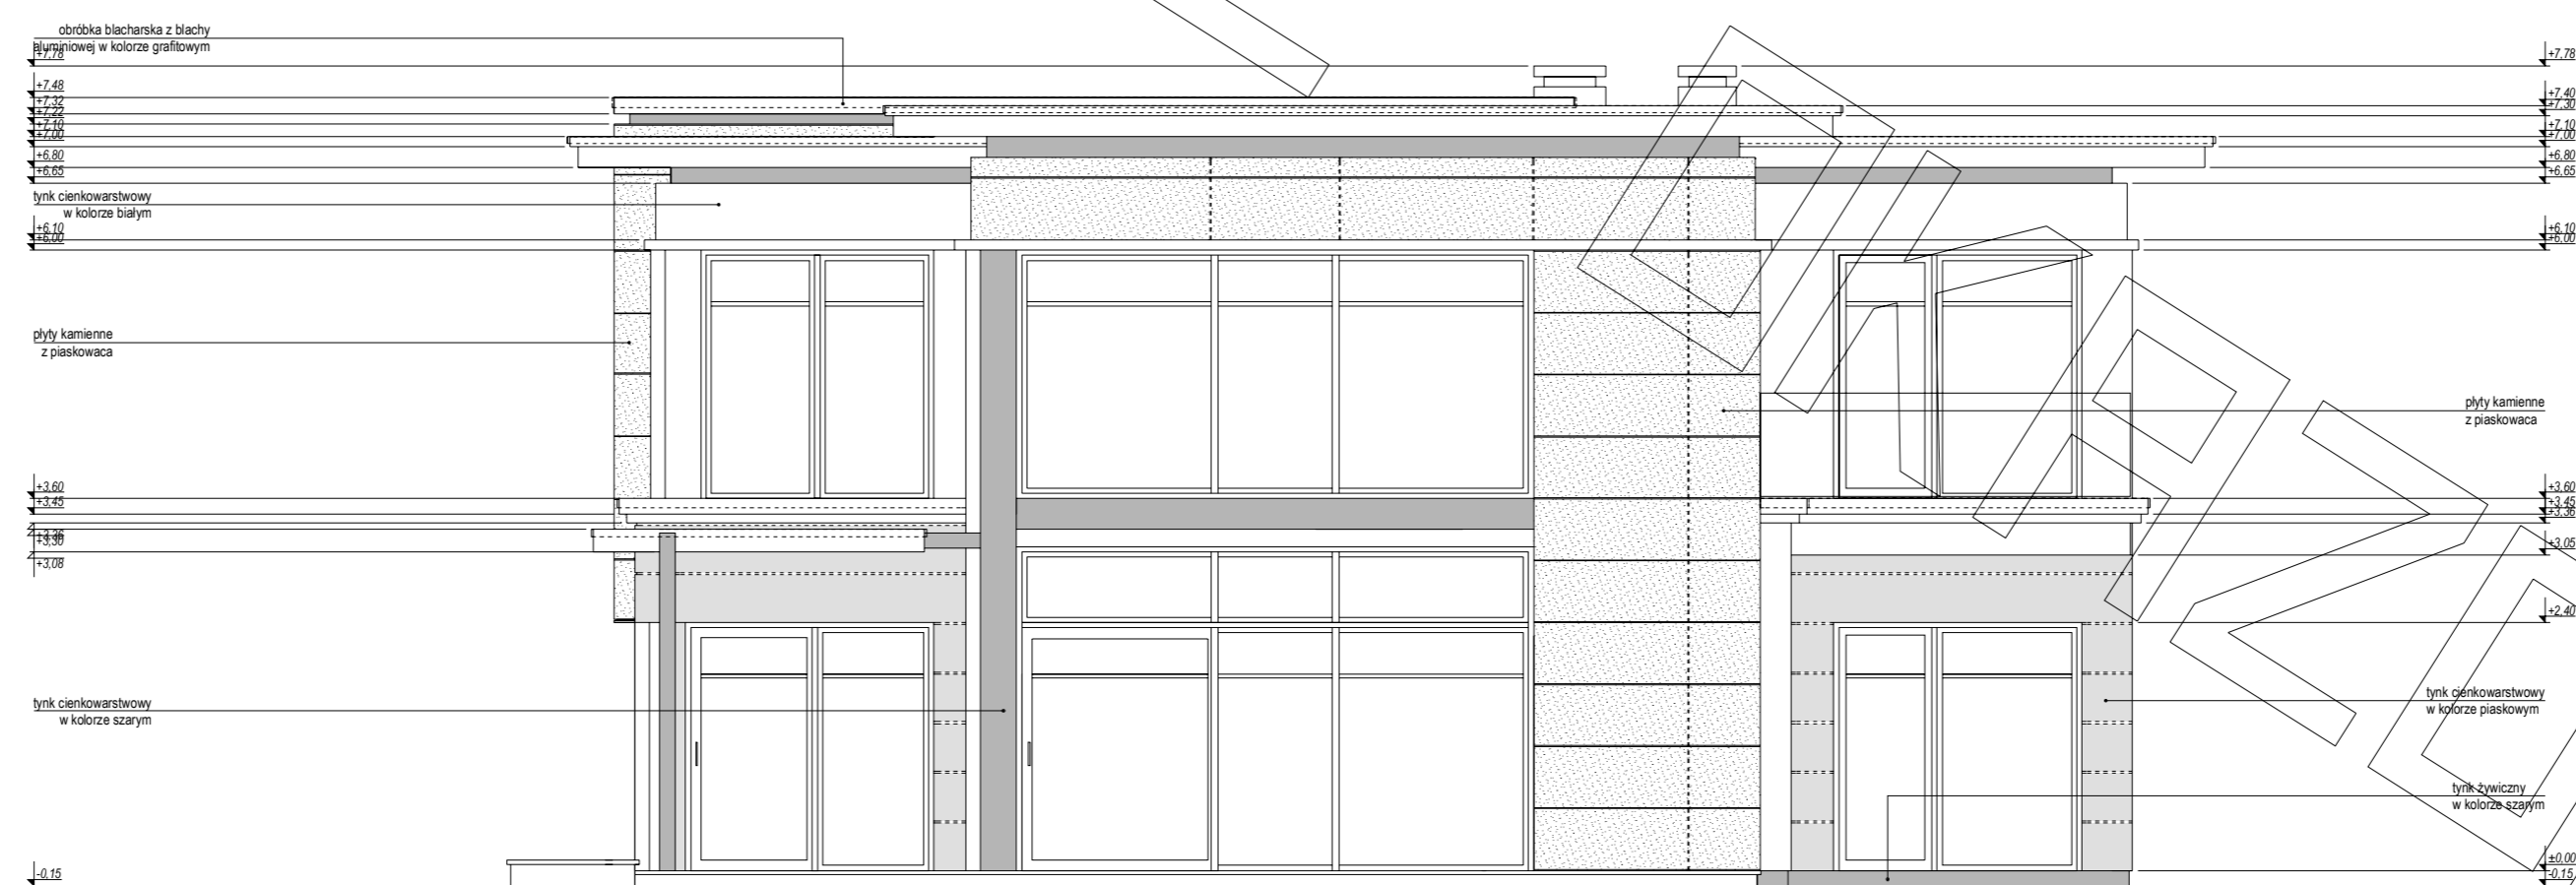 obróbka blacharska z blachy
aluminiowej w kolorze grafitowym
+7,78
+7,48
+7,32
+7,22
+7,10
+7,00
+6,80
+6,65
tynk cienkowarstwowy
w kolorze białym
+6,10
+6,00
płyty kamienne
z piaskowaca
+3,60
+3,45
+3,36
+3,30
+3,08
tynk cienkowarstwowy
w kolorze szarym
-0,15
+7,78
+7,40
+7,30
+7,10
+7,00
+6,80
+6,65
+6,10
+6,00
płyty kamienne
z piaskowaca
+3,60
+3,45
+3,36
+3,05
+2,40
tynk cienkowarstwowy
w kolorze piaskowym
tynk żywiczny
w kolorze szarym
±0,00
-0,15